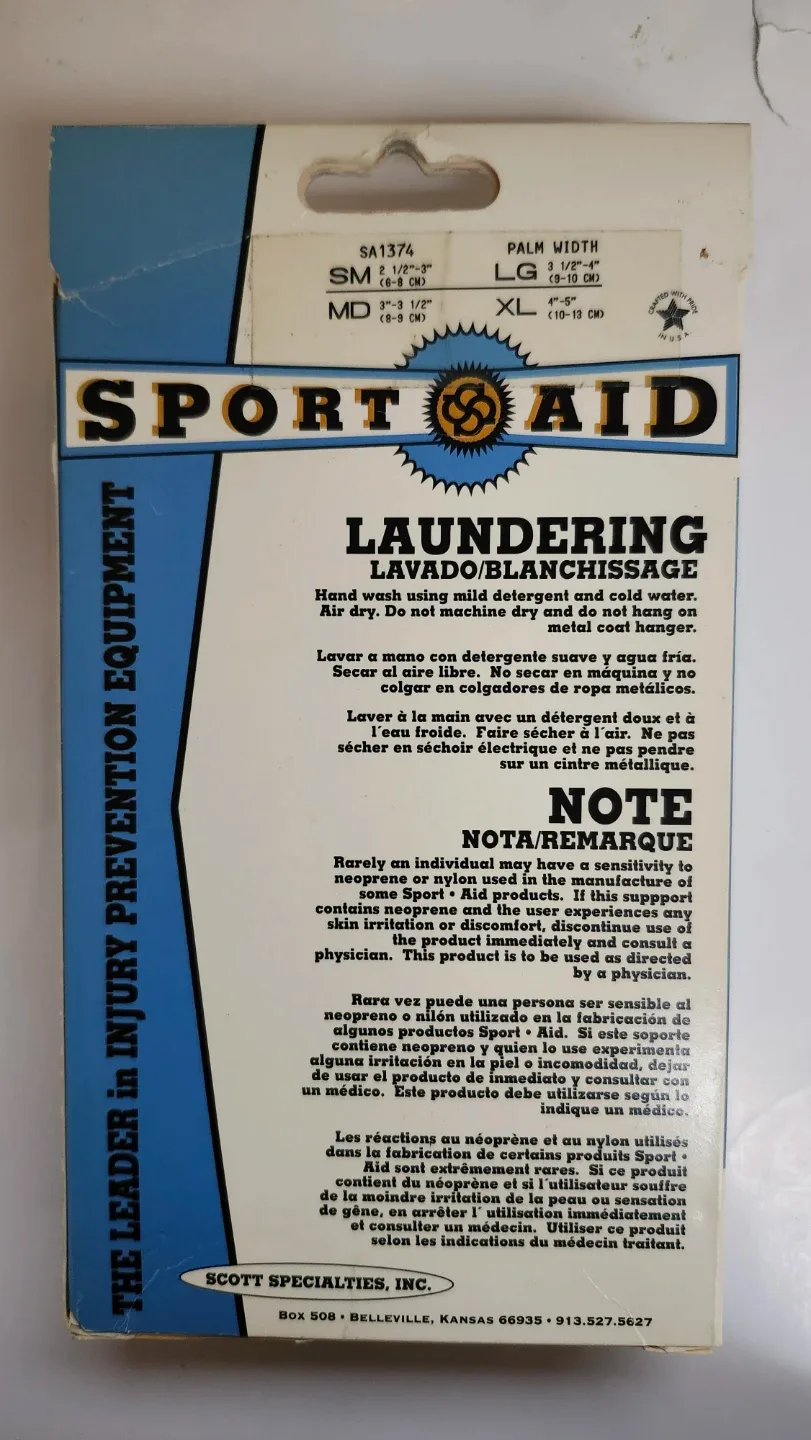 SA1374 PALM WIDTH
SM 2 1/2"-3" (6-8 CM) LG 3 1/2"-4" (9-10 CM)
MD 3"-3 1/2" (8-9 CM) XL 4"-5" (10-13 CM)
CRAFTED WITH PRIDE
IN U.S.A
SPORT AID
THE LEADER in INJURY PREVENTION EQUIPMENT
LAUNDERING
LAVADO/BLANCHISSAGE
Hand wash using mild detergent and cold water.
Air dry. Do not machine dry and do not hang on
metal coat hanger.
Lavar a mano con detergente suave y agua fría.
Secar al aire libre. No secar en máquina y no
colgar en colgadores de ropa metálicos.
Laver à la main avec un détergent doux et à
l´eau froide. Faire sécher à l´air. Ne pas
sécher en séchoir électrique et ne pas pendre
sur un cintre métallique.
NOTE
NOTA/REMARQUE
Rarely an individual may have a sensitivity to
neoprene or nylon used in the manufacture of
some Sport • Aid products. If this suppport
contains neoprene and the user experiences any
skin irritation or discomfort, discontinue use of
the product immediately and consult a
physician. This product is to be used as directed
by a physician.
Rara vez puede una persona ser sensible al
neopreno o nilón utilizado en la fabricación de
algunos productos Sport • Aid. Si este soporte
contiene neopreno y quien lo use experimenta
alguna irritación en la piel o incomodidad, dejar
de usar el producto de inmediato y consultar con
un médico. Este producto debe utilizarse según lo
indique un médico.
Les réactions au néoprène et au nylon utilisés
dans la fabrication de certains produits Sport •
Aid sont extrêmement rares. Si ce produit
contient du néoprène et si l´utilisateur souffre
de la moindre irritation de la peau ou sensation
de gêne, en arrêter l´ utilisation immédiatement
et consulter un médecin. Utiliser ce produit
selon les indications du médecin traitant.
SCOTT SPECIALTIES, INC.
BOX 508 • BELLEVILLE, KANSAS 66935 • 913.527.5627